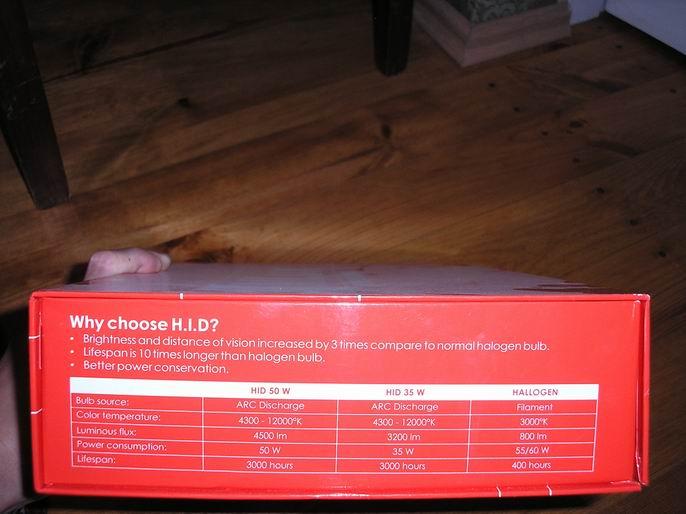 Why choose H.I.D?
• Brightness and distance of vision increased by 3 times compare to normal halogen bulb.
• Lifespan is 10 times longer than halogen bulb.
• Better power conservation.
HID 50 W HID 35 W HALLOGEN
Bulb source: ARC Discharge ARC Discharge Filament
Color temperature: 4300 - 12000°K 4300 - 12000°K 3000°K
Luminous flux: 4500 lm 3200 lm 800 lm
Power consumption: 50 W 35 W 55/60 W
Lifespan: 3000 hours 3000 hours 400 hours